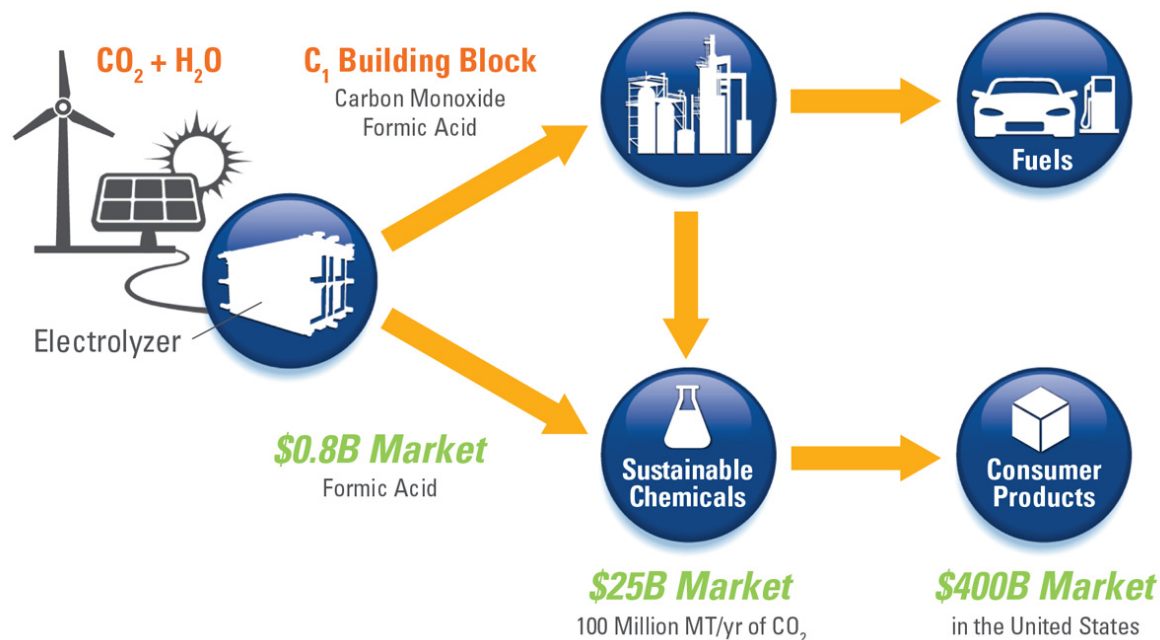 CO₂ + H₂O
C₁ Building Block
Carbon Monoxide
Formic Acid
Fuels
Electrolyzer
$0.8B Market
Formic Acid
Sustainable
Chemicals
Consumer
Products
$25B Market
100 Million MT/yr of CO₂
$400B Market
in the United States